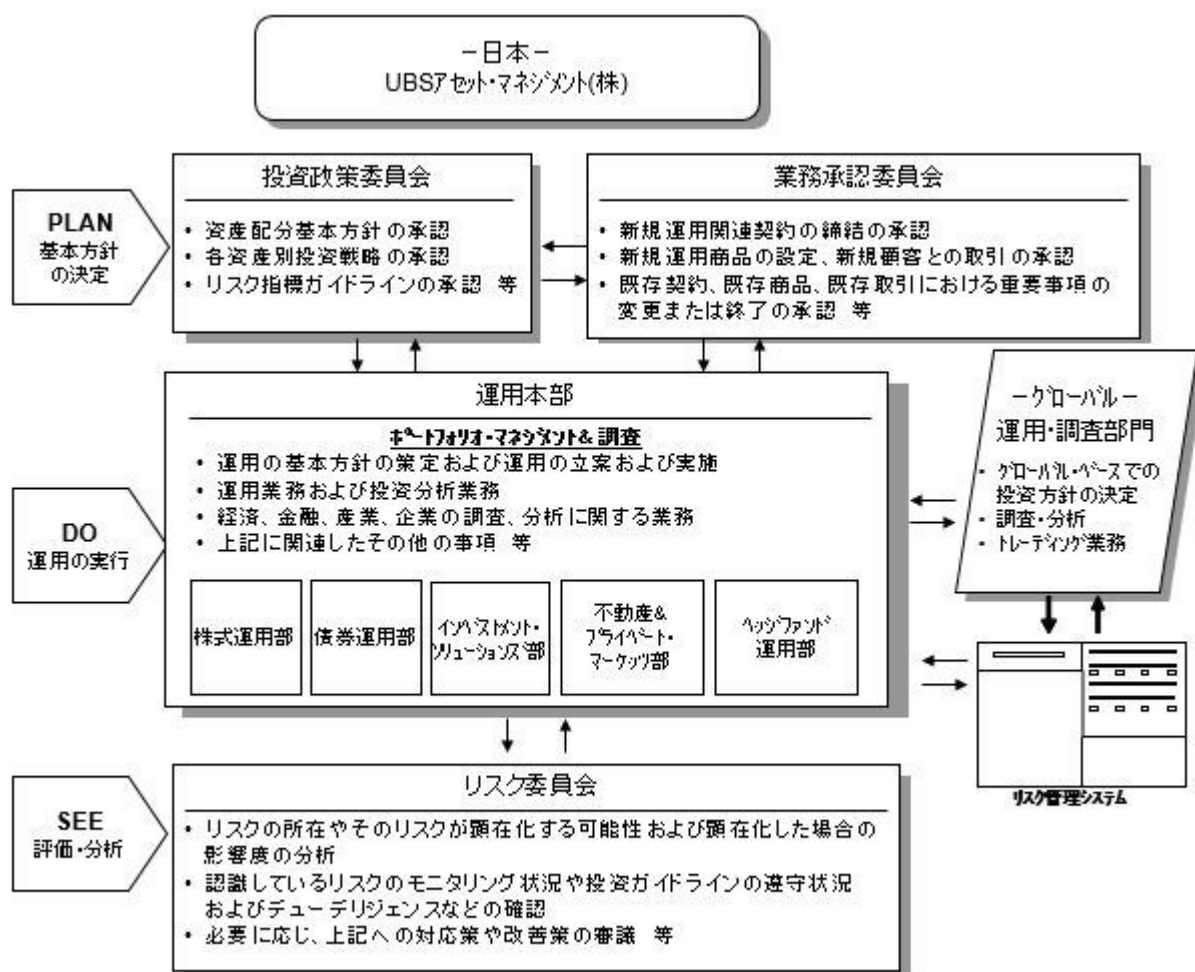 －日本－
UBSアセット・マネジメント(株)
PLAN
基本方針
の決定
投資政策委員会
• 資産配分基本方針の承認
• 各資産別投資戦略の承認
• リスク指標ガイドラインの承認 等
業務承認委員会
• 新規運用関連契約の締結の承認
• 新規運用商品の設定、新規顧客との取引の承認
• 既存契約、既存商品、既存取引における重要事項の
変更または終了の承認 等
DO
運用の実行
運用本部
ポートフォリオ・マネジメント＆調査
• 運用の基本方針の策定および運用の立案および実施
• 運用業務および投資分析業務
• 経済、金融、産業、企業の調査、分析に関する業務
• 上記に関連したその他の事項 等
株式運用部
債券運用部
インベストメント・
ソリューションズ部
不動産＆
プライベート・
マーケッツ部
ヘッジファンド
運用部
－グローバル－
運用・調査部門
• グローバル・ベースでの
投資方針の決定
• 調査・分析
• トレーディング業務
リスク管理システム
SEE
評価・分析
リスク委員会
• リスクの所在やそのリスクが顕在化する可能性および顕在化した場合の
影響度の分析
• 認識しているリスクのモニタリング状況や投資ガイドラインの遵守状況
およびデューデリジェンスなどの確認
• 必要に応じ、上記への対応策や改善策の審議 等